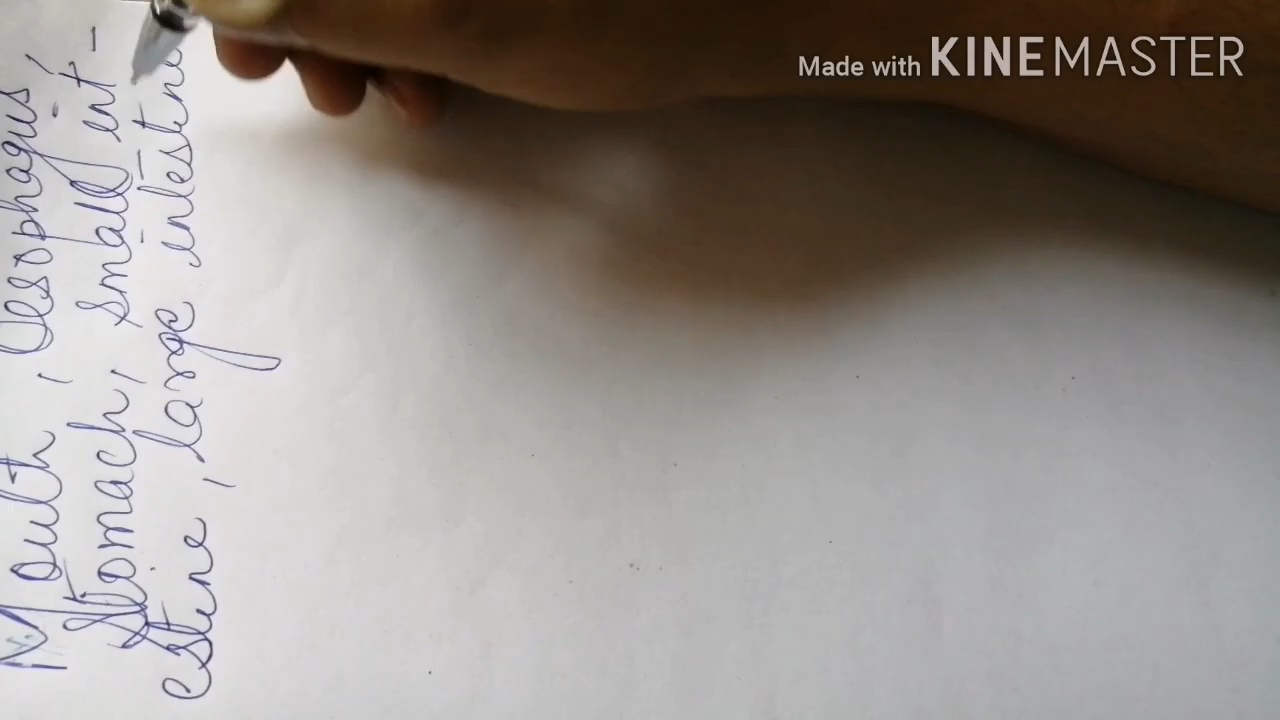 Mouth, Oesophagus,
Stomach, small int-
estine, large intestine
Made with KINEMASTER